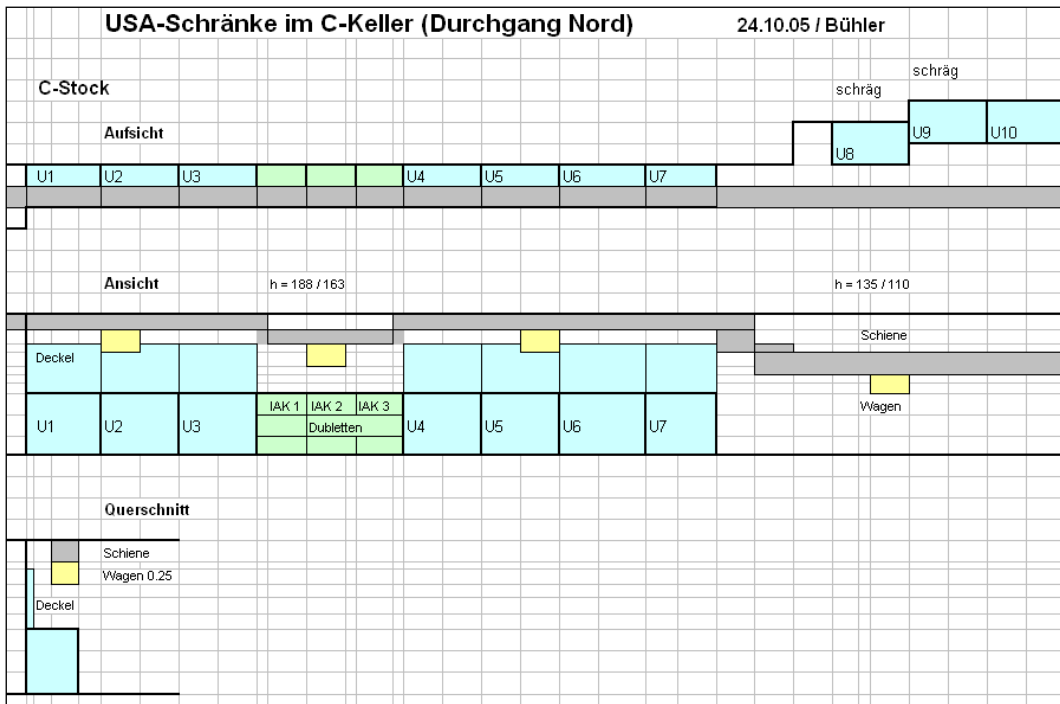 USA-Schränke im C-Keller (Durchgang Nord) 24.10.05 / Bühler
schräg
C-Stock schräg
Aufsicht U9 U10
U8
U1 U2 U3 U4 U5 U6 U7
Ansicht h = 188 / 163 h = 135 / 110
Schiene
Deckel
IAK 1 IAK 2 IAK 3 Wagen
U1 U2 U3 Dubletten U4 U5 U6 U7
Querschnitt
Schiene
Wagen 0.25
Deckel